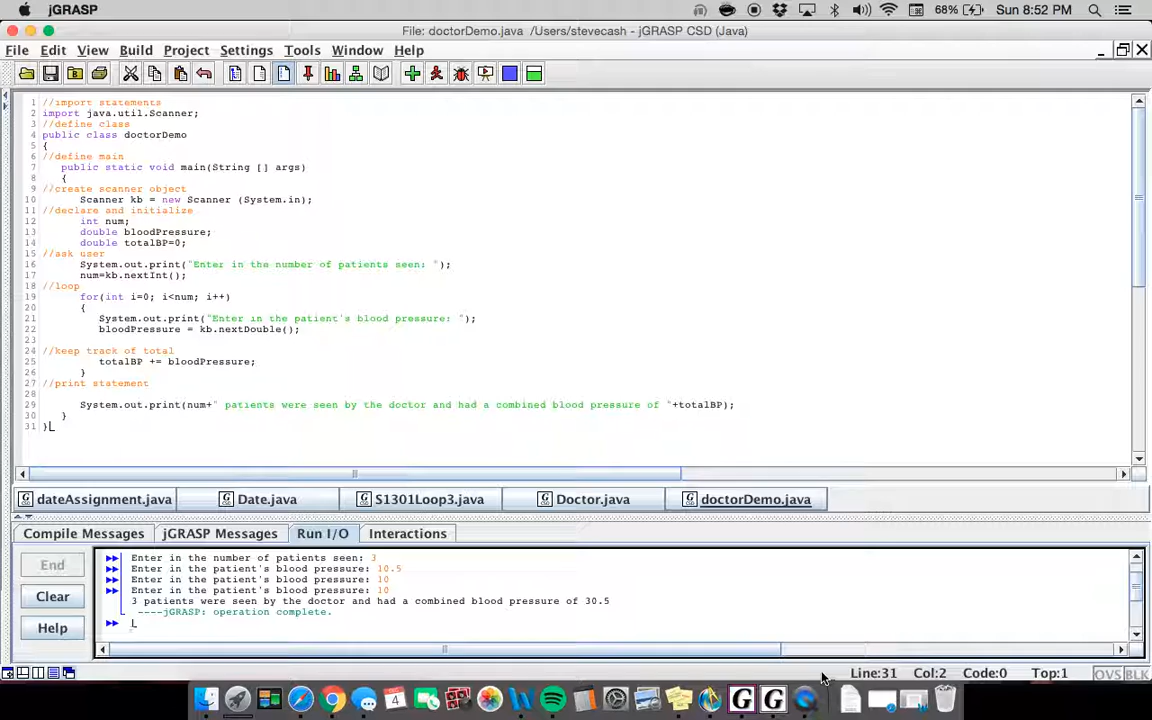 jGRASP 68% Sun 8:52 PM
File: doctorDemo.java /Users/stevecash - jGRASP CSD (Java)
File Edit View Build Project Settings Tools Window Help
1 //import statements
2 import java.util.Scanner;
3 //define class
4 public class doctorDemo
5 {
6 //define main
7 public static void main(String [] args)
8 {
9 //create scanner object
10 Scanner kb = new Scanner (System.in);
11 //declare and initialize
12 int num;
13 double bloodPressure;
14 double totalBP=0;
15 //ask user
16 System.out.print("Enter in the number of patients seen: ");
17 num=kb.nextInt();
18 //loop
19 for(int i=0; i<num; i++)
20 {
21 System.out.print("Enter in the patient's blood pressure: ");
22 bloodPressure = kb.nextDouble();
23
24 //keep track of total
25 totalBP += bloodPressure;
26 }
27 //print statement
28
29 System.out.print(num+" patients were seen by the doctor and had a combined blood pressure of "+totalBP);
30 }
31 }
dateAssignment.java Date.java S1301Loop3.java Doctor.java doctorDemo.java
Compile Messages jGRASP Messages Run I/O Interactions
End
Clear
Help
Enter in the number of patients seen: 3
Enter in the patient's blood pressure: 10.5
Enter in the patient's blood pressure: 10
Enter in the patient's blood pressure: 10
3 patients were seen by the doctor and had a combined blood pressure of 30.5
----jGRASP: operation complete.
Line:31 Col:2 Code:0 Top:1 OVS BLK
4